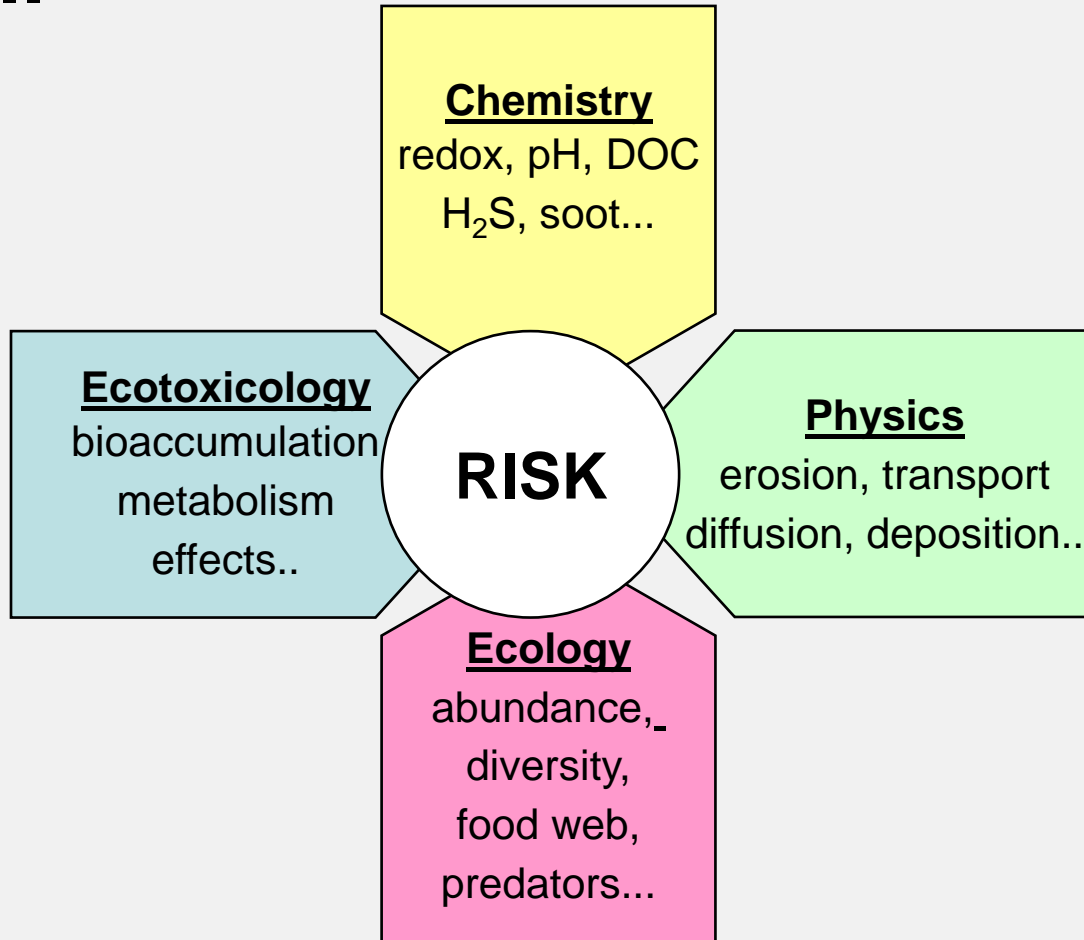 Chemistry
redox, pH, DOC
H₂S, soot...
Ecotoxicology
bioaccumulation
metabolism
effects..
RISK
Physics
erosion, transport
diffusion, deposition..
Ecology
abundance,
diversity,
food web,
predators...